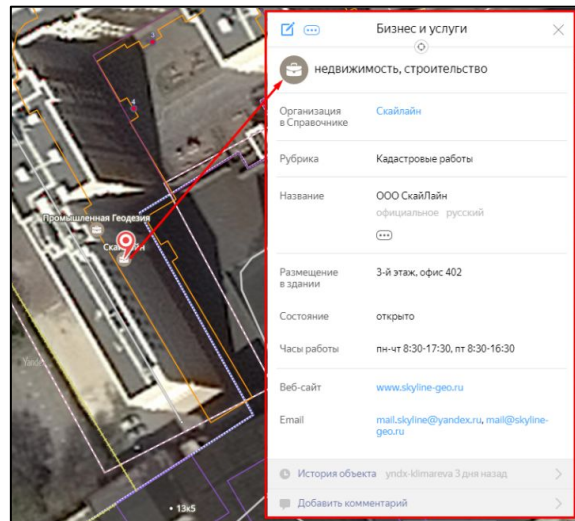 Бизнес и услуги
недвижимость, строительство
Организация
в Справочнике
Скайлайн
Рубрика
Кадастровые работы
Название
ООО СкайЛайн
официальное русский
Размещение
в здании
3-й этаж, офис 402
Состояние
открыто
Часы работы
пн-чт 8:30-17:30, пт 8:30-16:30
Веб-сайт
www.skyline-geo.ru
Email
mail.skyline@yandex.ru, mail@skyline-
geo.ru
История объекта yndx-klimareva 3 дня назад
Добавить комментарий
3
4
Промышленная Геодезия
13к5